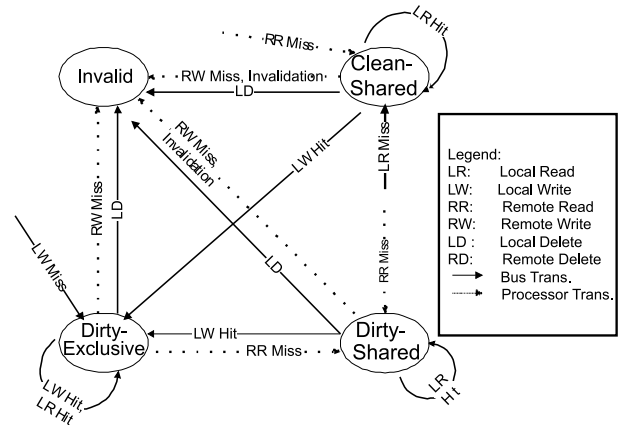 RR Miss
LR Hit
Invalid
Clean-
Shared
RW Miss, Invalidation
LD
RW Miss,
Invalidation
LW Hit
LR Miss
RW Miss
LD
LW Miss
LD
RR Miss
Legend:
LR: Local Read
LW: Local Write
RR: Remote Read
RW: Remote Write
LD : Local Delete
RD: Remote Delete
Bus Trans.
Processor Trans.
Dirty-
Exclusive
LW Hit
RR Miss
Dirty-
Shared
LW Hit,
LR Hit
LR
Hit